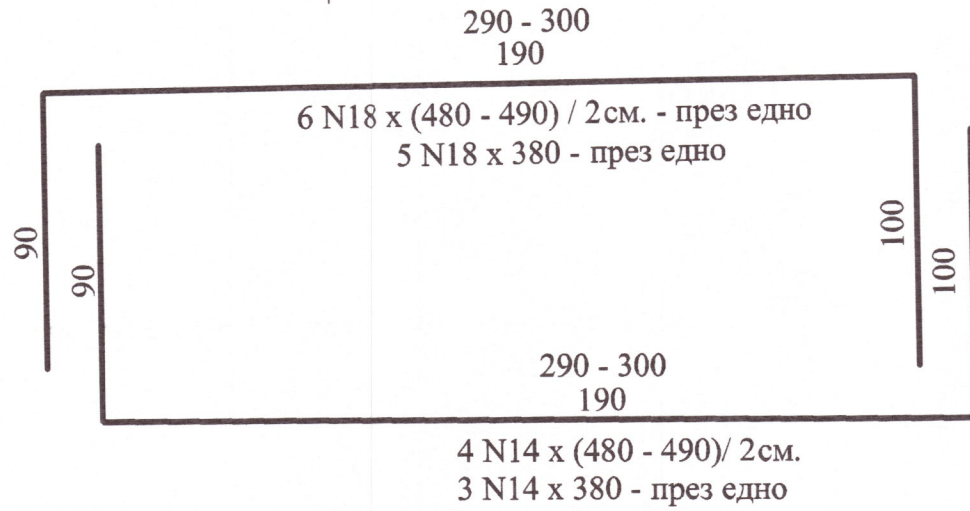 290 - 300
190
6 N18 x (480 - 490) / 2см. - през едно
5 N18 x 380 - през едно
90
90
100
100
290 - 300
190
4 N14 x (480 - 490)/ 2см.
3 N14 x 380 - през едно